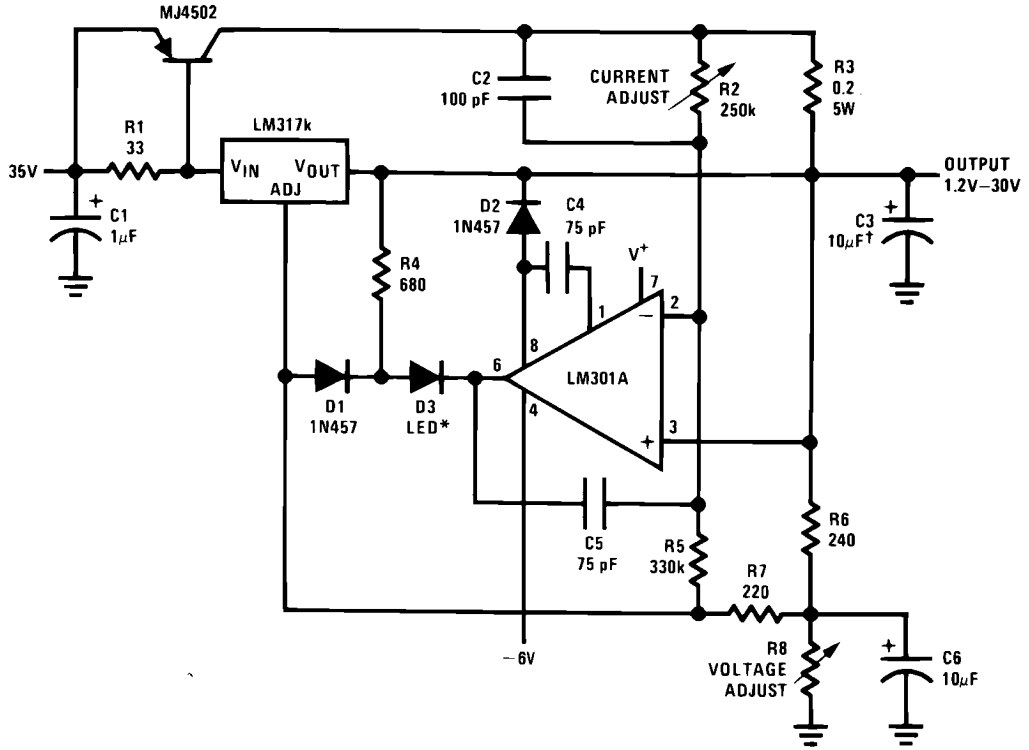 MJ4502
C2
100 pF
CURRENT
ADJUST
R2
250k
R3
0.2
5W
R1
33
LM317k
35V
VIN
VOUT
ADJ
OUTPUT
1.2V–30V
+
C1
1µF
D2
1N457
C4
75 pF
+
C3
10µF†
R4
680
V+
7
1
2
–
8
6
LM301A
4
D1
1N457
D3
LED*
3
+
C5
75 pF
R5
330k
R6
240
R7
220
–6V
R8
VOLTAGE
ADJUST
+
C6
10µF